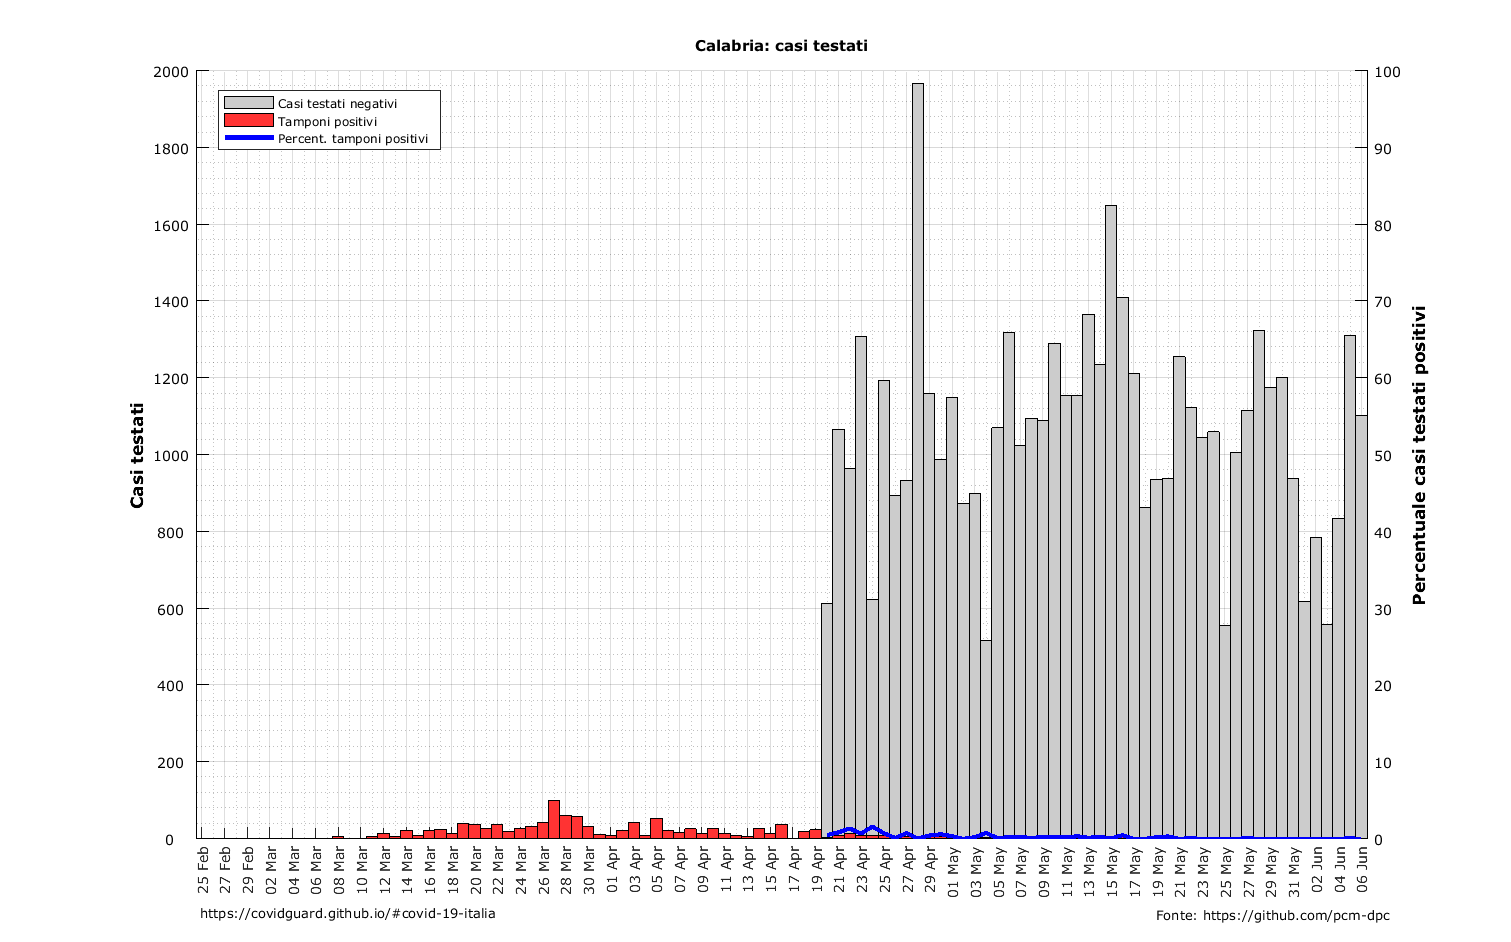 Calabria: casi testati
Casi testati negativi
Tamponi positivi
Percent. tamponi positivi
Casi testati
2000
1800
1600
1400
1200
1000
800
600
400
200
0
100
90
80
70
60
50
40
30
20
10
0
Percentuale casi testati positivi
25 Feb
27 Feb
29 Feb
02 Mar
04 Mar
06 Mar
08 Mar
10 Mar
12 Mar
14 Mar
16 Mar
18 Mar
20 Mar
22 Mar
24 Mar
26 Mar
28 Mar
30 Mar
01 Apr
03 Apr
05 Apr
07 Apr
09 Apr
11 Apr
13 Apr
15 Apr
17 Apr
19 Apr
21 Apr
23 Apr
25 Apr
27 Apr
29 Apr
01 May
03 May
05 May
07 May
09 May
11 May
13 May
15 May
17 May
19 May
21 May
23 May
25 May
27 May
29 May
31 May
02 Jun
04 Jun
06 Jun
https://covidguard.github.io/#covid-19-italia
Fonte: https://github.com/pcm-dpc